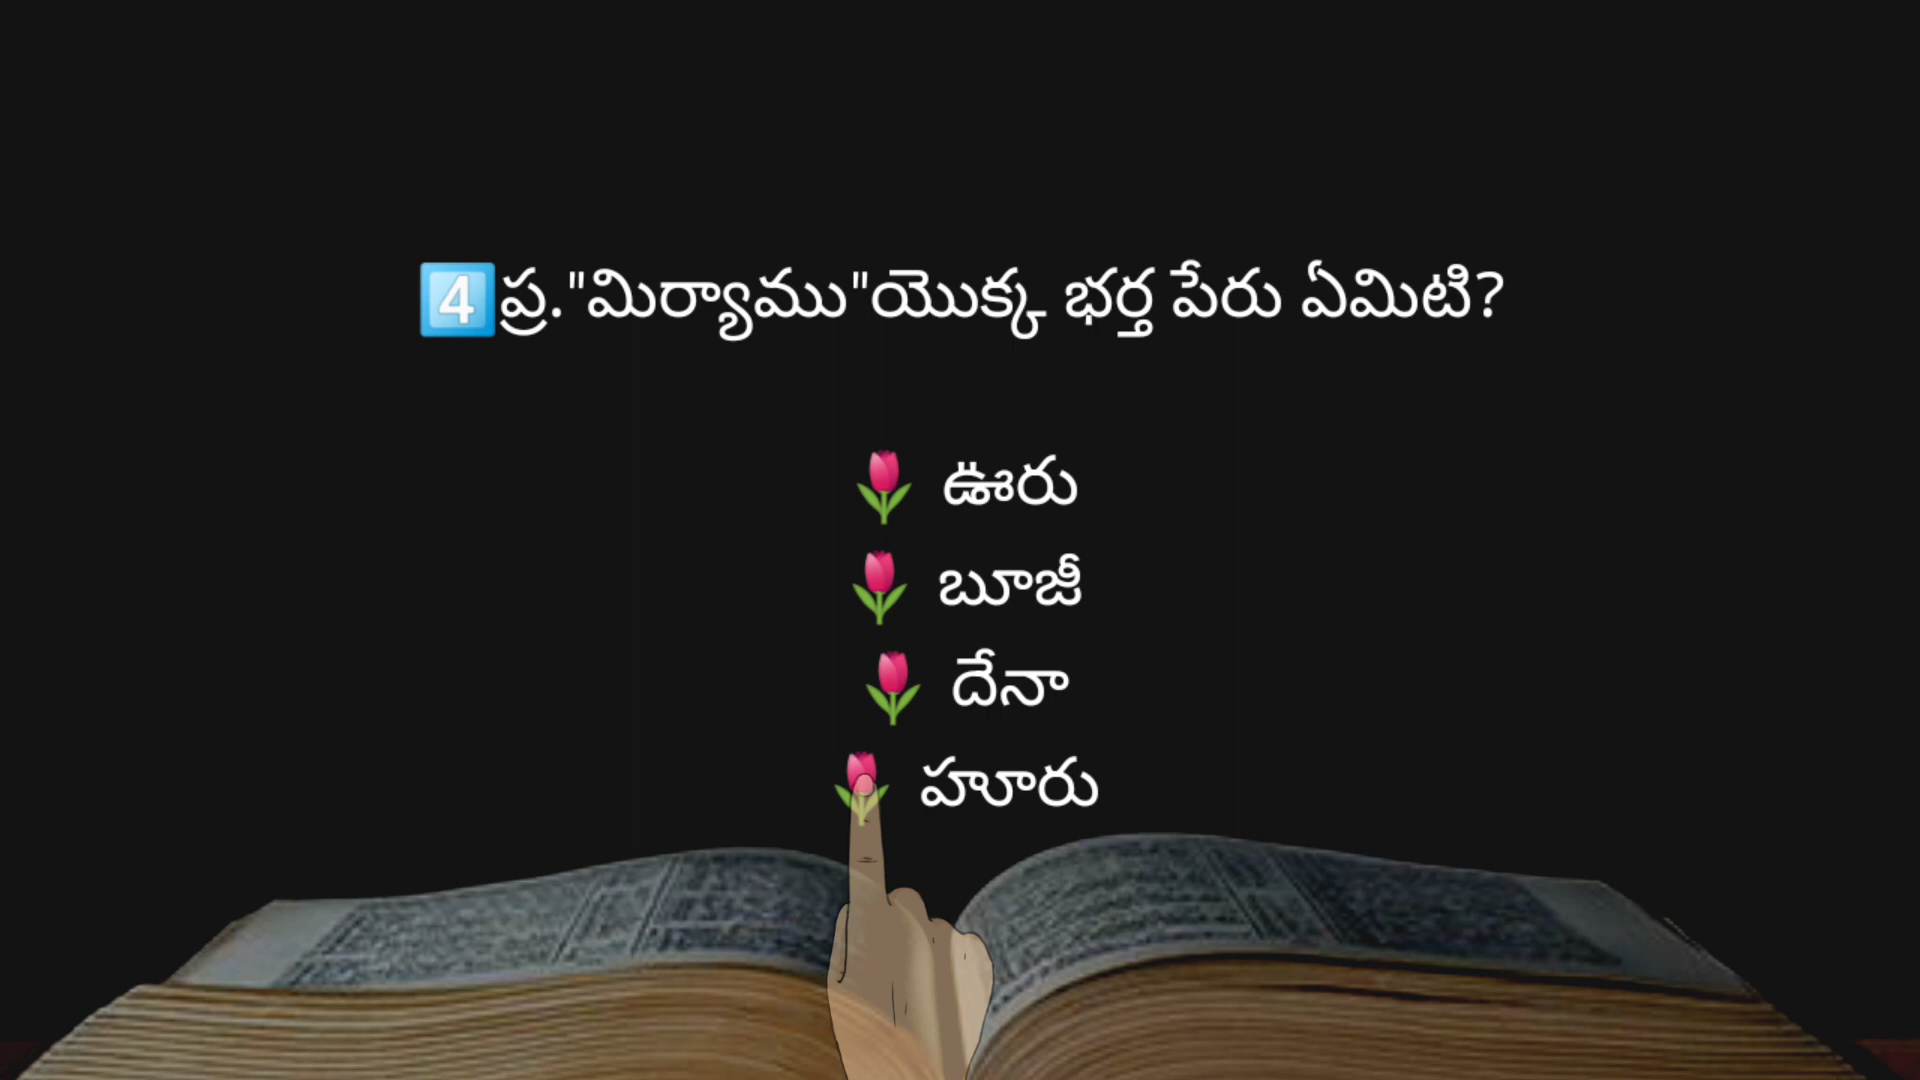 4️⃣ప్ర."మిర్యాము"యొక్క భర్త పేరు ఏమిటి?
🌷 ఊరు
🌷 బూజీ
🌷 దేనా
🌷 హూరు